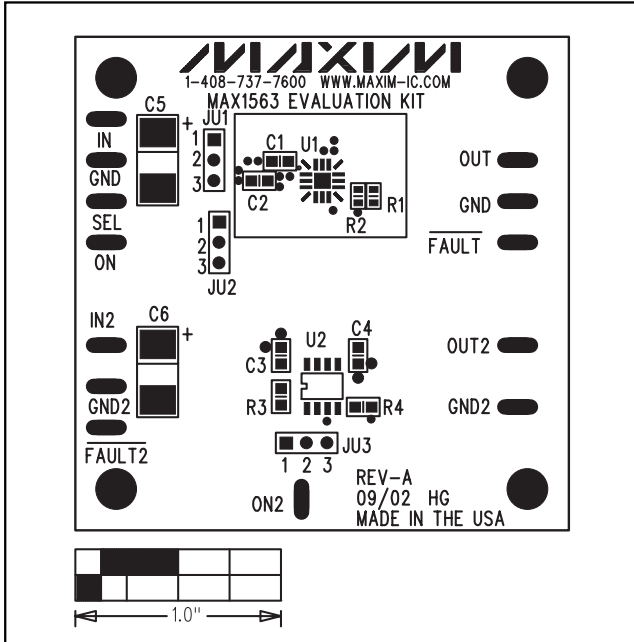 MAXIM
1-408-737-7600 WWW.MAXIM-IC.COM
MAX1563 EVALUATION KIT
C5
+
JU1
1
2
3
C1
U1
C2
R2
R1
IN
GND
SEL
ON
OUT
GND
FAULT
1
2
3
JU2
C6
+
IN2
GND2
FAULT2
U2
C3
C4
R3
R4
JU3
1 2 3
ON2
OUT2
GND2
REV-A
09/02 HG
MADE IN THE USA
1.0"